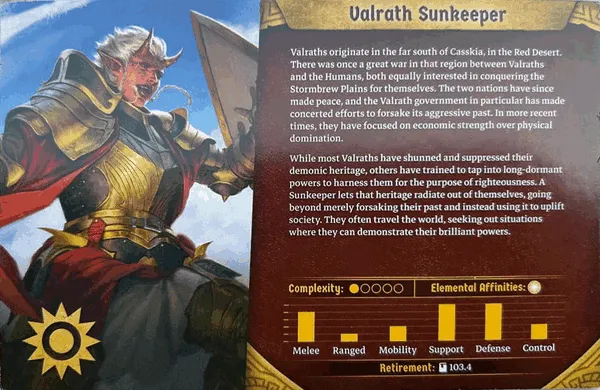 Valrath Sunkeeper
Valraths originate in the far south of Casskia, in the Red Desert.
There was once a great war in that region between Valraths
and the Humans, both equally interested in conquering the
Stormbrew Plains for themselves. The two nations have since
made peace, and the Valrath government in particular has made
concerted efforts to forsake its aggressive past. In more recent
times, they have focused on economic strength over physical
domination.
While most Valraths have shunned and suppressed their
demonic heritage, others have trained to tap into long-dormant
powers to harness them for the purpose of righteousness. A
Sunkeeper lets that heritage radiate out of themselves, going
beyond merely forsaking their past and instead using it to uplift
society. They often travel the world, seeking out situations
where they can demonstrate their brilliant powers.
Complexity: Elemental Affinities:
Melee Ranged Mobility Support Defense Control
Retirement: 103.4